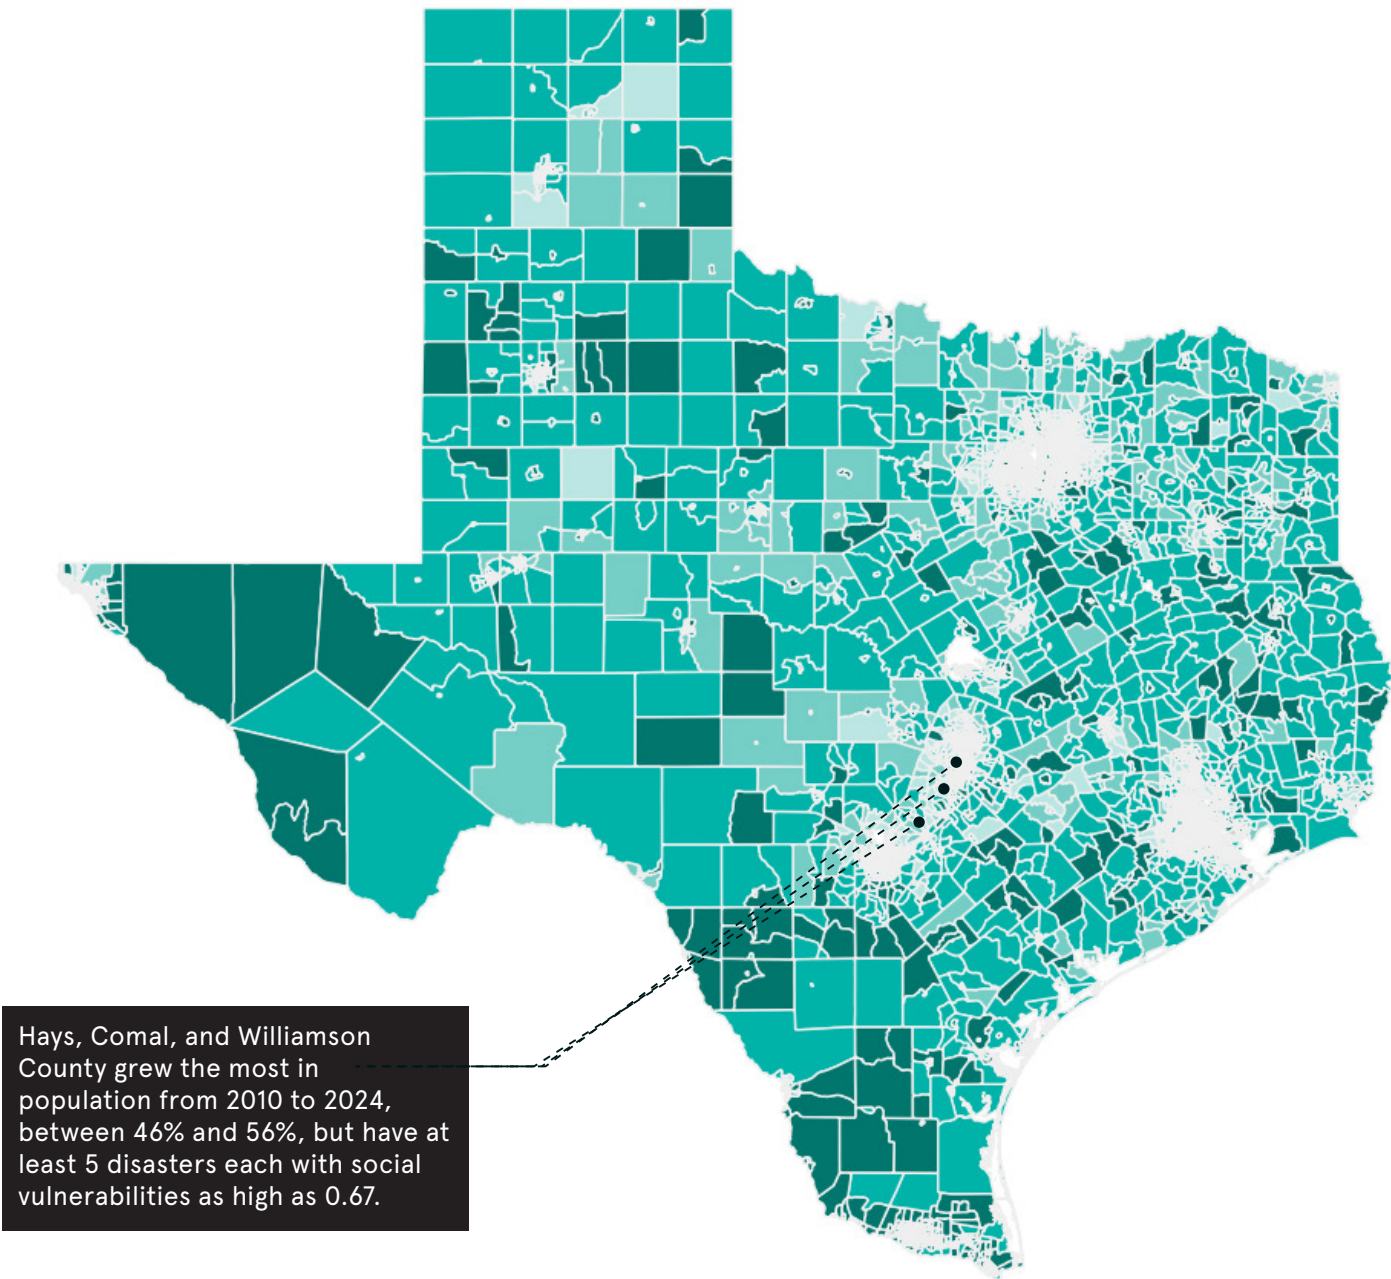 Hays, Comal, and Williamson
County grew the most in
population from 2010 to 2024,
between 46% and 56%, but have at
least 5 disasters each with social
vulnerabilities as high as 0.67.